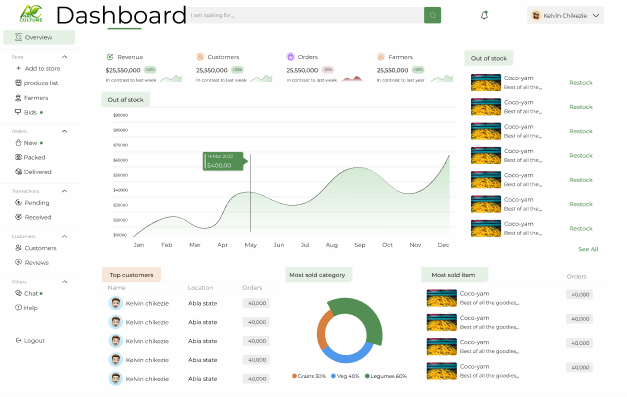 AC
CULTURE
Dashboard
I am looking for...
Kelvin Chikezie
Overview
Store
Add to store
produce list
Farmers
Bids
Orders
New
Packed
Delivered
Transactions
Pending
Received
Customers
Customers
Reviews
Others
Chat
Help
Logout
Revenue
$25,550,000
In contrast to last week
Customers
25,550,000
In contrast to last week
Orders
25,550,000
In contrast to last week
Farmers
$25,550,000
In contrast to last year
Out of stock
$90000
$80000
$70000
$60000
$50000
$40000
$30000
$20000
$10000
14 Mar 2022
$400.00
Jan Feb Mar Apr May Jun Jul Aug Sep Oct Nov Dec
Out of stock
Coco-yam
Best of all the...
Restock
Coco-yam
Best of all the...
Restock
Coco-yam
Best of all the...
Restock
Coco-yam
Best of all the...
Restock
Coco-yam
Best of all the...
Restock
Coco-yam
Best of all the...
Restock
Coco-yam
Best of all the...
Restock
See All
Top customers
Name Location Orders
Kelvin chikezie Abia state 40,000
Kelvin chikezie Abia state 40,000
Kelvin chikezie Abia state 40,000
Kelvin chikezie Abia state 40,000
Kelvin chikezie Abia state 40,000
Most sold category
Grains 30% Veg 40% Legumes 60%
Most sold item
Orders
Coco-yam
Best of all the goodies...
40,000
Coco-yam
Best of all the goodies...
40,000
Coco-yam
Best of all the goodies...
40,000
Coco-yam
Best of all the goodies...
40,000